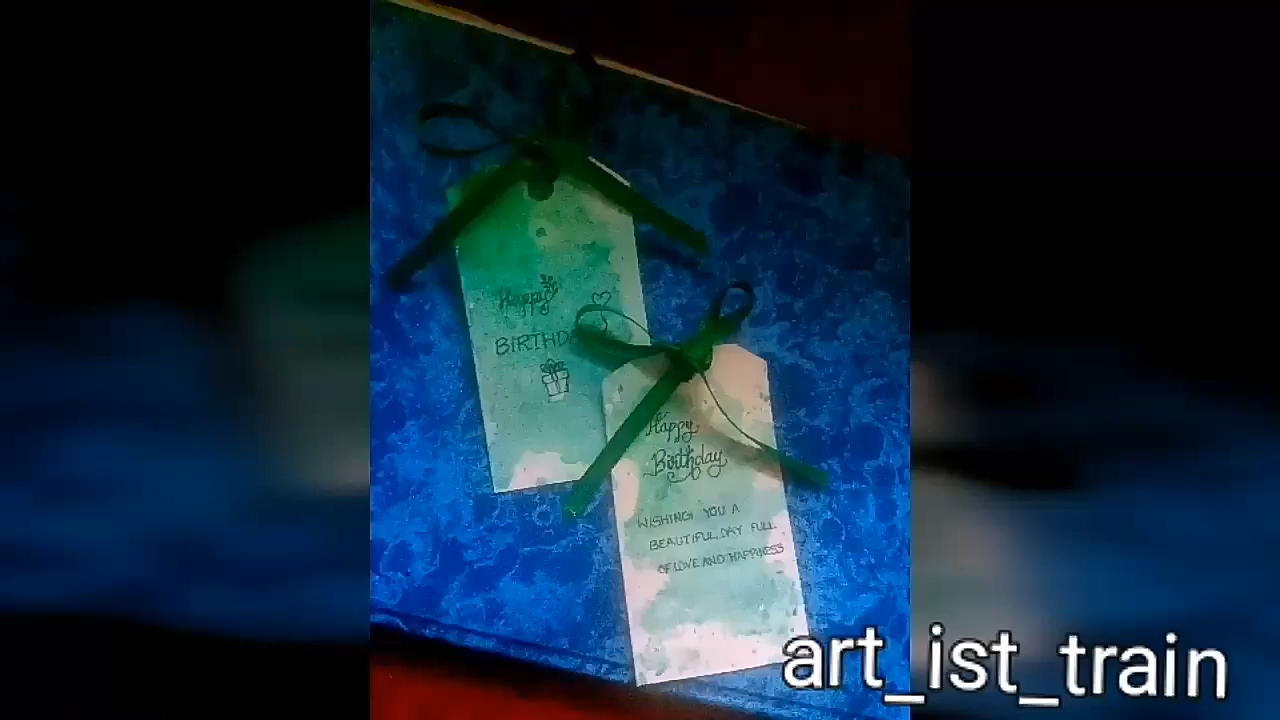 Happy
BIRTHDAY
Happy
Birthday
WISHING YOU A
BEAUTIFUL DAY FULL
OF LOVE AND HAPPINESS
art_ist_train